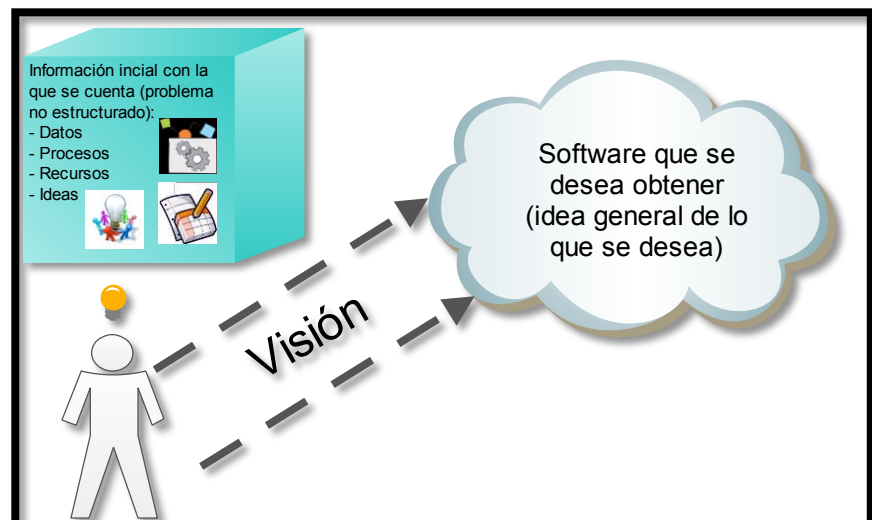 Información incial con la
que se cuenta (problema
no estructurado):
- Datos
- Procesos
- Recursos
- Ideas
Software que se
desea obtener
(idea general de lo
que se desea)
Visión